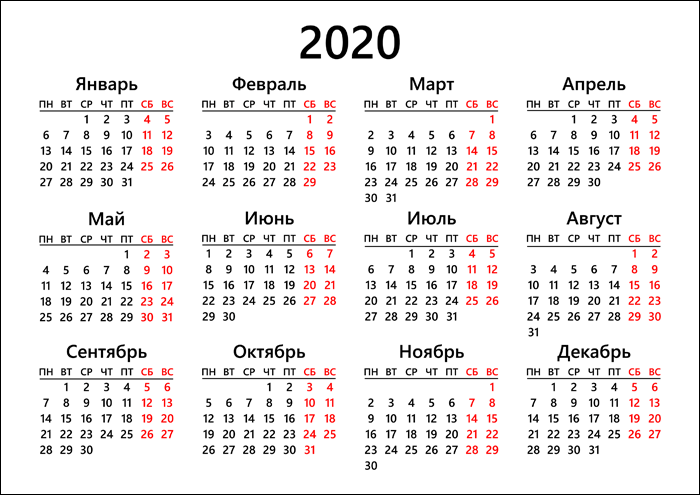 2020
Январь
ПН ВТ СР ЧТ ПТ СБ ВС
1 2 3 4 5
6 7 8 9 10 11 12
13 14 15 16 17 18 19
20 21 22 23 24 25 26
27 28 29 30 31
Февраль
ПН ВТ СР ЧТ ПТ СБ ВС
1 2
3 4 5 6 7 8 9
10 11 12 13 14 15 16
17 18 19 20 21 22 23
24 25 26 27 28 29
Март
ПН ВТ СР ЧТ ПТ СБ ВС
1
2 3 4 5 6 7 8
9 10 11 12 13 14 15
16 17 18 19 20 21 22
23 24 25 26 27 28 29
30 31
Апрель
ПН ВТ СР ЧТ ПТ СБ ВС
1 2 3 4 5
6 7 8 9 10 11 12
13 14 15 16 17 18 19
20 21 22 23 24 25 26
27 28 29 30
Май
ПН ВТ СР ЧТ ПТ СБ ВС
1 2 3
4 5 6 7 8 9 10
11 12 13 14 15 16 17
18 19 20 21 22 23 24
25 26 27 28 29 30 31
Июнь
ПН ВТ СР ЧТ ПТ СБ ВС
1 2 3 4 5 6 7
8 9 10 11 12 13 14
15 16 17 18 19 20 21
22 23 24 25 26 27 28
29 30
Июль
ПН ВТ СР ЧТ ПТ СБ ВС
1 2 3 4 5
6 7 8 9 10 11 12
13 14 15 16 17 18 19
20 21 22 23 24 25 26
27 28 29 30 31
Август
ПН ВТ СР ЧТ ПТ СБ ВС
1 2
3 4 5 6 7 8 9
10 11 12 13 14 15 16
17 18 19 20 21 22 23
24 25 26 27 28 29 30
31
Сентябрь
ПН ВТ СР ЧТ ПТ СБ ВС
1 2 3 4 5 6
7 8 9 10 11 12 13
14 15 16 17 18 19 20
21 22 23 24 25 26 27
28 29 30
Октябрь
ПН ВТ СР ЧТ ПТ СБ ВС
1 2 3 4
5 6 7 8 9 10 11
12 13 14 15 16 17 18
19 20 21 22 23 24 25
26 27 28 29 30 31
Ноябрь
ПН ВТ СР ЧТ ПТ СБ ВС
1
2 3 4 5 6 7 8
9 10 11 12 13 14 15
16 17 18 19 20 21 22
23 24 25 26 27 28 29
30
Декабрь
ПН ВТ СР ЧТ ПТ СБ ВС
1 2 3 4 5 6
7 8 9 10 11 12 13
14 15 16 17 18 19 20
21 22 23 24 25 26 27
28 29 30 31